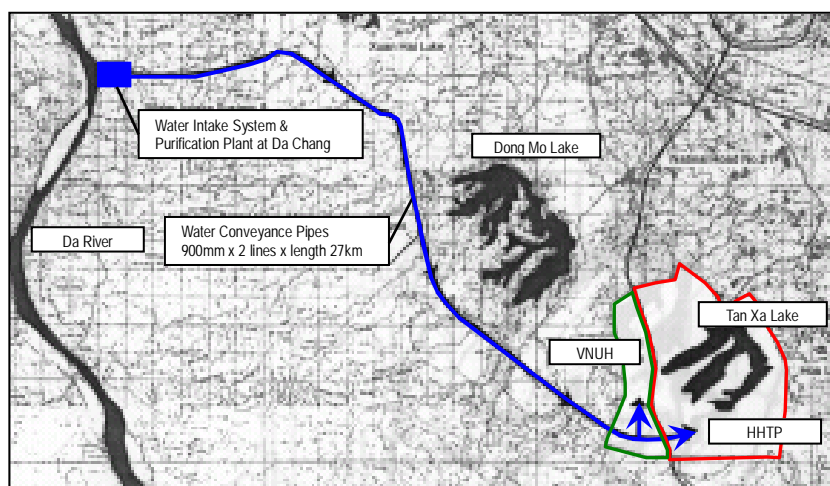 Water Intake System &
Purification Plant at Da Chang
Dong Mo Lake
Water Conveyance Pipes
900mm x 2 lines x length 27km
Da River
Tan Xa Lake
VNUH
HHTP